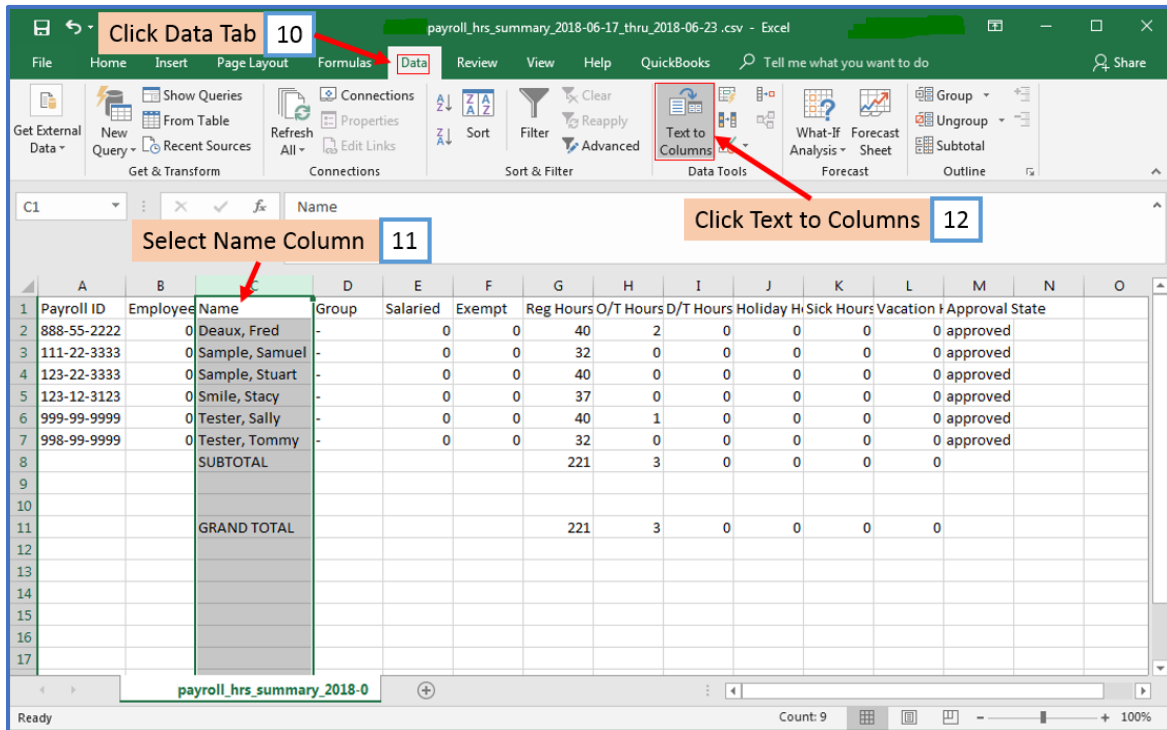 Click Data Tab 10
payroll_hrs_summary_2018-06-17_thru_2018-06-23 .csv - Excel
File Home Insert Page Layout Formulas Data Review View Help QuickBooks Tell me what you want to do Share
Get External Data
New Query
Show Queries
From Table
Recent Sources
Get & Transform
Refresh All
Connections
Properties
Edit Links
Connections
Sort
Filter
Clear
Reapply
Advanced
Sort & Filter
Text to Columns
Data Tools
What-If Analysis
Forecast Sheet
Forecast
Group
Ungroup
Subtotal
Outline
C1 fx Name
Select Name Column 11
Click Text to Columns 12
A B C D E F G H I J K L M N O
1 Payroll ID Employee Name Group Salaried Exempt Reg Hours O/T Hours D/T Hours Holiday H Sick Hours Vacation H Approval State
2 888-55-2222 0 Deaux, Fred - 0 0 40 2 0 0 0 0 approved
3 111-22-3333 0 Sample, Samuel - 0 0 32 0 0 0 0 0 approved
4 123-22-3333 0 Sample, Stuart - 0 0 40 0 0 0 0 0 approved
5 123-12-3123 0 Smile, Stacy - 0 0 37 0 0 0 0 0 approved
6 999-99-9999 0 Tester, Sally - 0 0 40 1 0 0 0 0 approved
7 998-99-9999 0 Tester, Tommy - 0 0 32 0 0 0 0 0 approved
8 SUBTOTAL 221 3 0 0 0 0
9
10
11 GRAND TOTAL 221 3 0 0 0 0
12
13
14
15
16
17
payroll_hrs_summary_2018-0
Ready Count: 9 100%